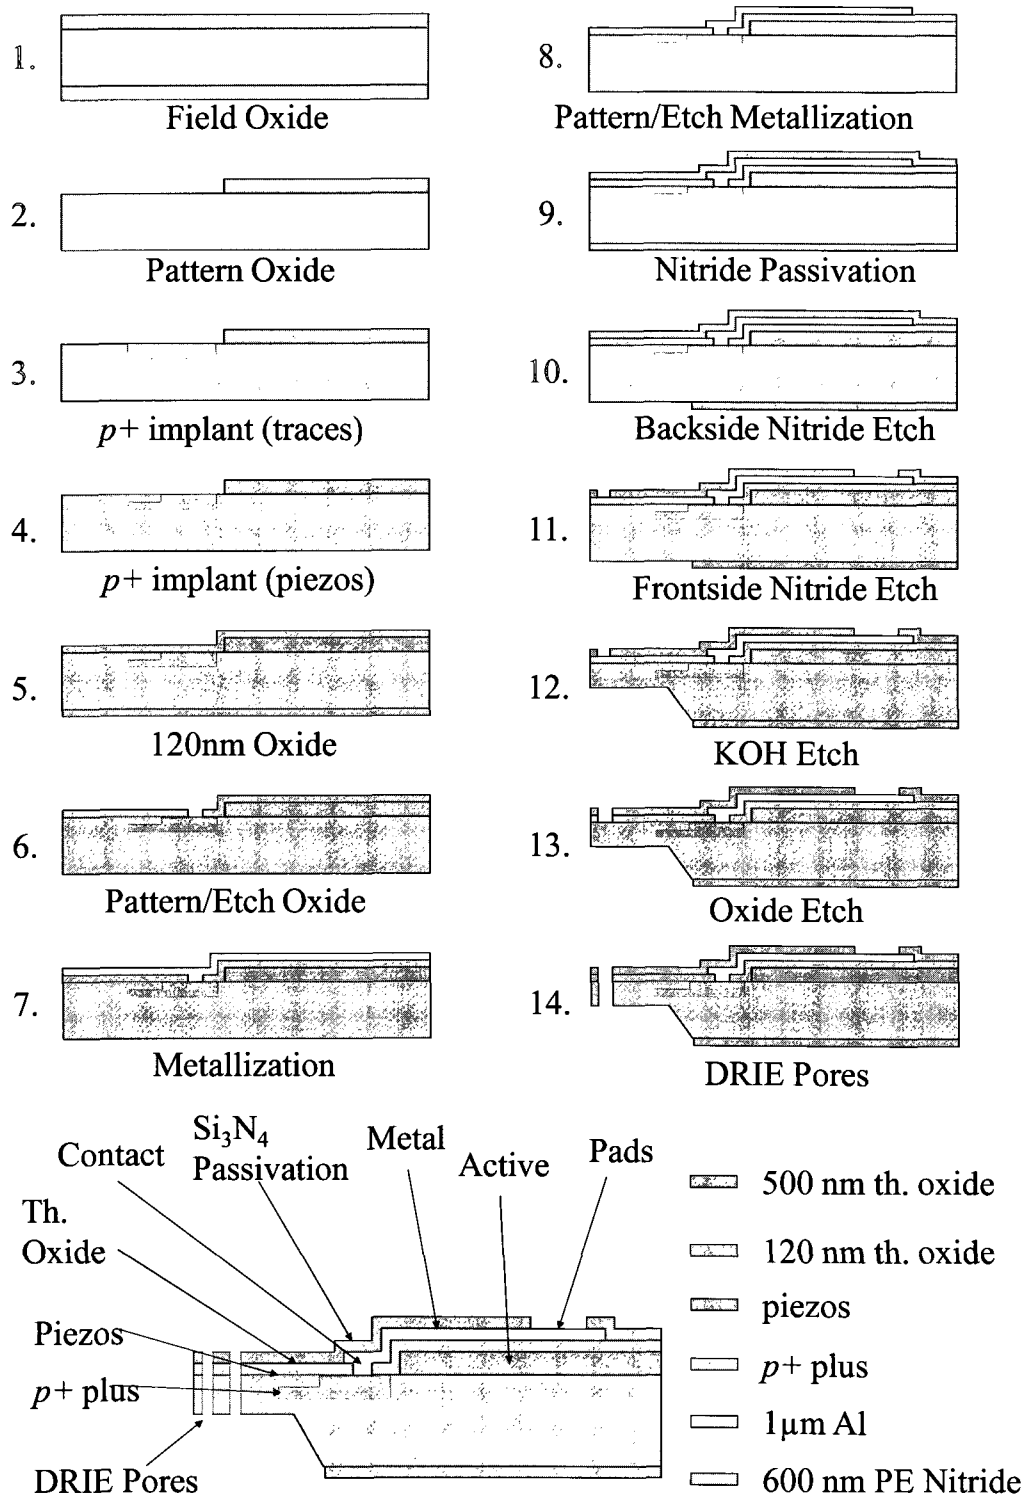 1.
Field Oxide
2.
Pattern Oxide
3.
p+ implant (traces)
4.
p+ implant (piezos)
5.
120nm Oxide
6.
Pattern/Etch Oxide
7.
Metallization
8.
Pattern/Etch Metallization
9.
Nitride Passivation
10.
Backside Nitride Etch
11.
Frontside Nitride Etch
12.
KOH Etch
13.
Oxide Etch
14.
DRIE Pores
Contact
Si₃N₄
Passivation
Metal
Active
Pads
Th.
Oxide
Piezos
p+ plus
DRIE Pores
500 nm th. oxide
120 nm th. oxide
piezos
p+ plus
1µm Al
600 nm PE Nitride